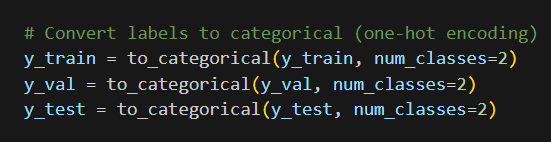 # Convert labels to categorical (one-hot encoding)
y_train = to_categorical(y_train, num_classes=2)
y_val = to_categorical(y_val, num_classes=2)
y_test = to_categorical(y_test, num_classes=2)